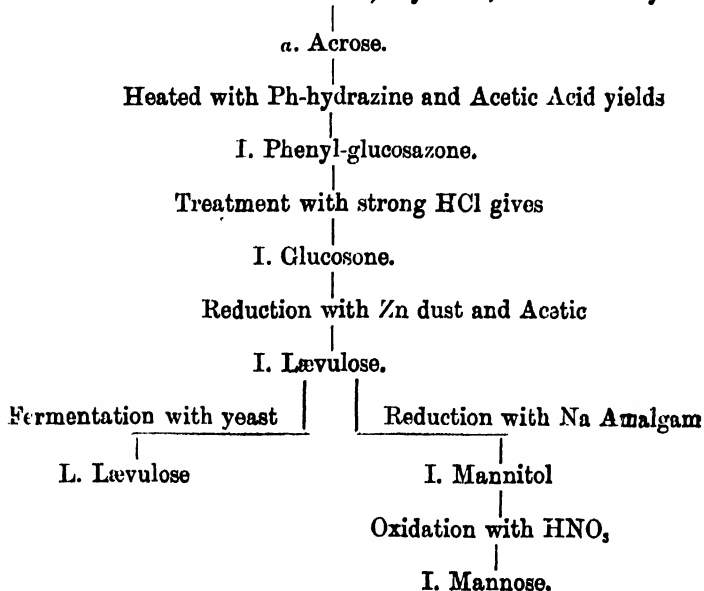 a. Acrose.
Heated with Ph-hydrazine and Acetic Acid yields
I. Phenyl-glucosazone.
Treatment with strong HCl gives
I. Glucosone.
Reduction with Zn dust and Acetic
I. Lævulose.
Fermentation with yeast Reduction with Na Amalgam
L. Lævulose I. Mannitol
Oxidation with HNO₃
I. Mannose.